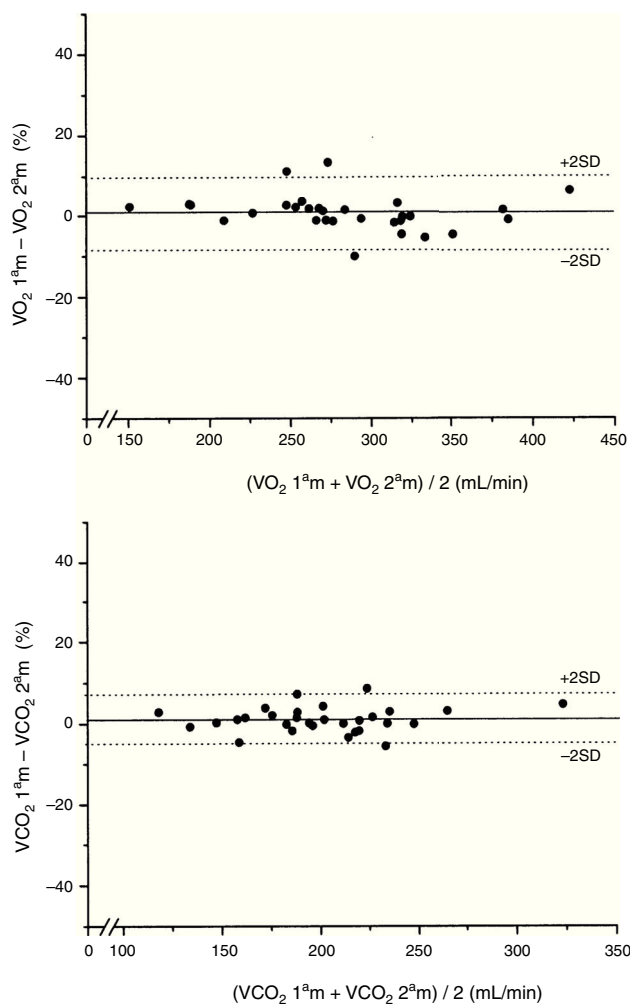 40
20
0
–20
–40
VO₂ 1ªm – VO₂ 2ªm (%)
+2SD
–2SD
0 150 200 250 300 350 400 450
(VO₂ 1ªm + VO₂ 2ªm) / 2 (mL/min)
40
20
0
–20
–40
VCO₂ 1ªm – VCO₂ 2ªm (%)
+2SD
–2SD
0 100 150 200 250 300 350
(VCO₂ 1ªm + VCO₂ 2ªm) / 2 (mL/min)